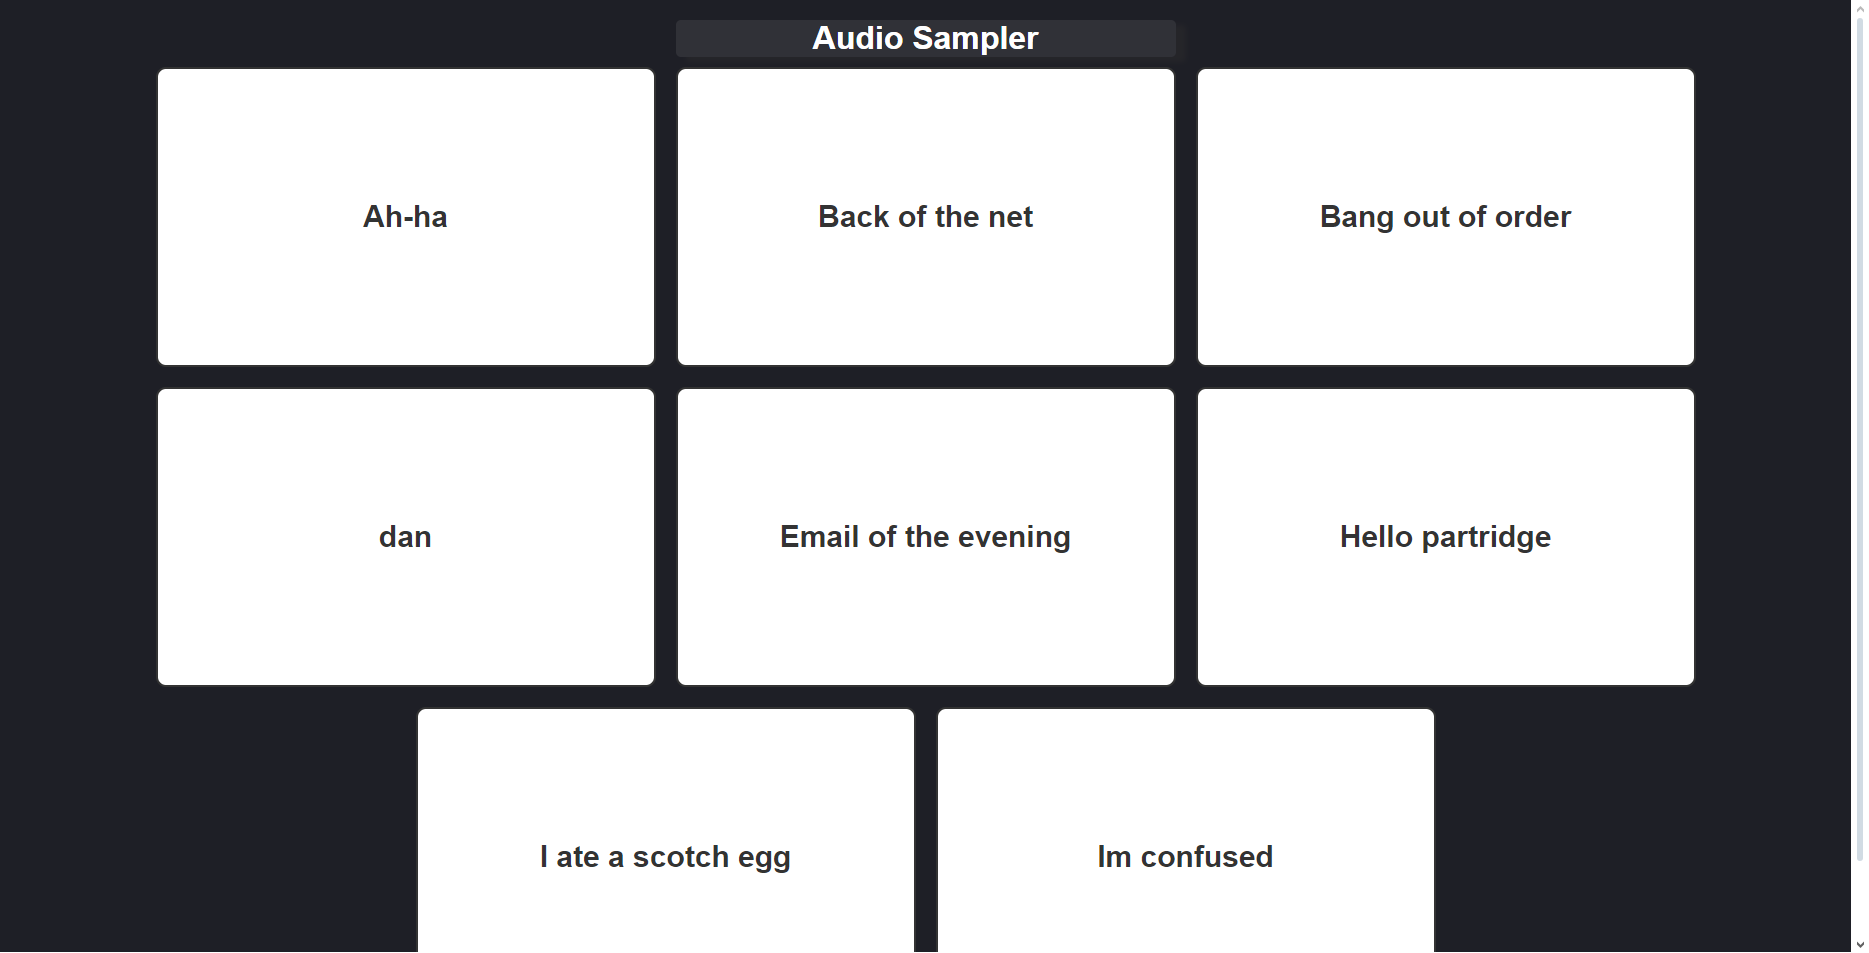 Audio Sampler
Ah-ha
Back of the net
Bang out of order
dan
Email of the evening
Hello partridge
I ate a scotch egg
Im confused